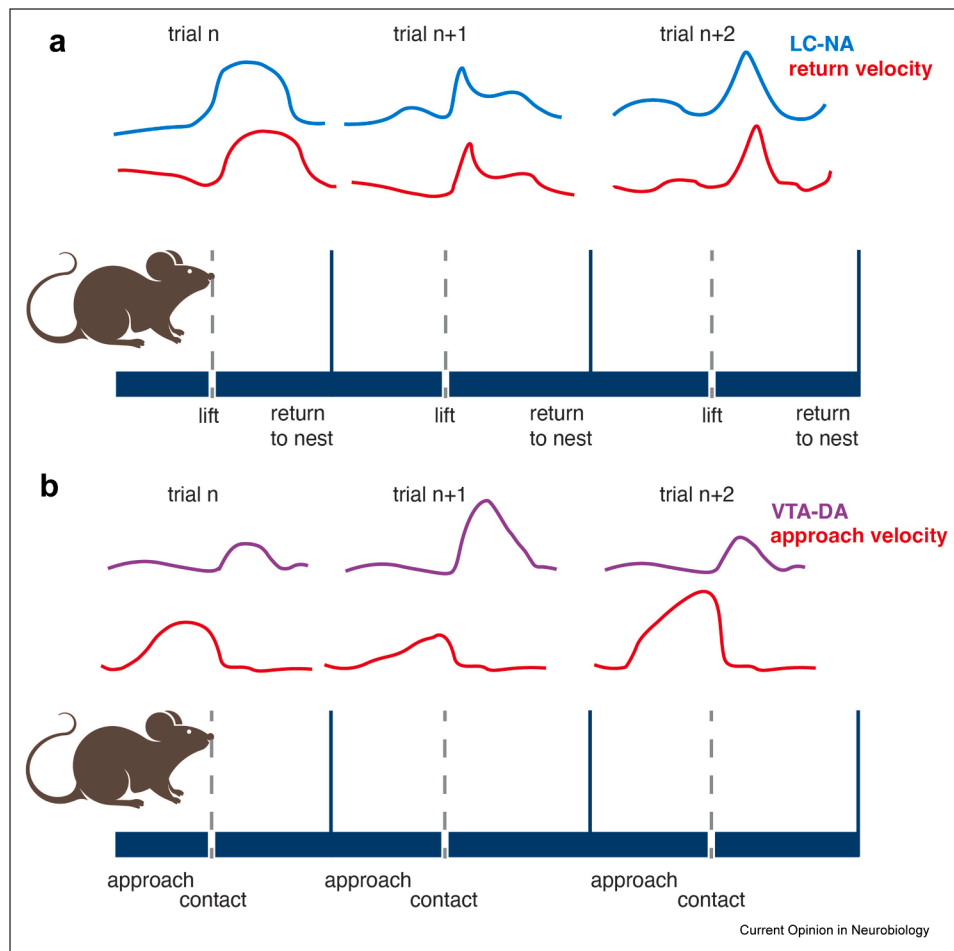 a
trial n
trial n+1
trial n+2
LC-NA
return velocity
lift
return
to nest
lift
return
to nest
lift
return
to nest
b
trial n
trial n+1
trial n+2
VTA-DA
approach velocity
approach
contact
approach
contact
approach
contact
Current Opinion in Neurobiology